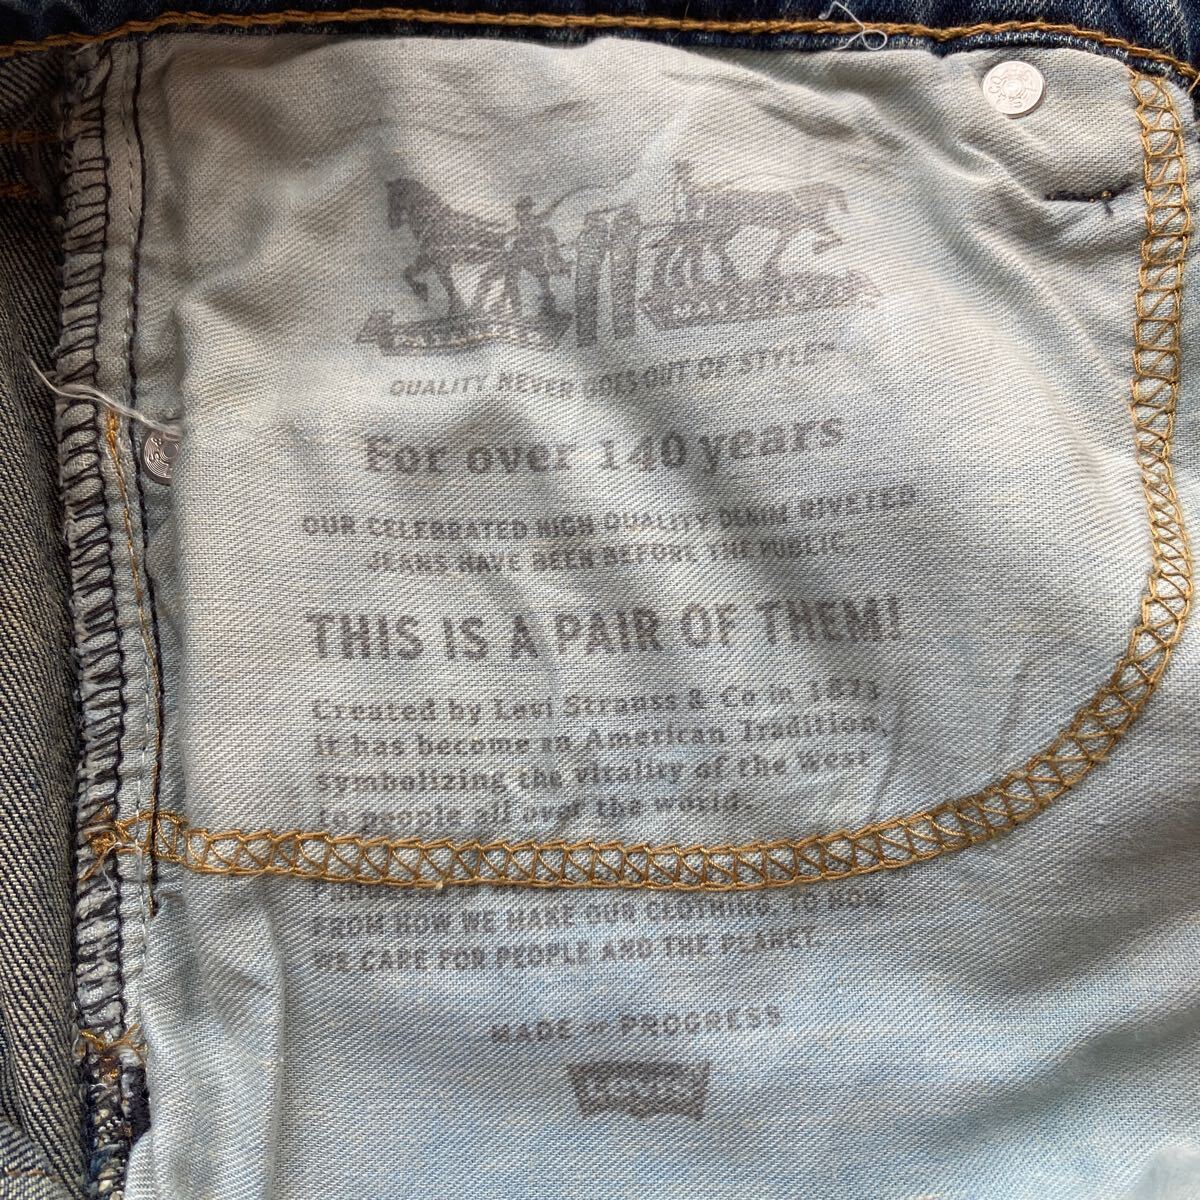 QUALITY NEVER GOES OUT OF STYLE™
For over 140 years
OUR CELEBRATED HIGH QUALITY DENIM RIVETED
JEANS HAVE BEEN BEFORE THE PUBLIC.
THIS IS A PAIR OF THEM!
Created by Levi Strauss & Co in 1873
It has become an American Tradition,
symbolizing the vitality of the West
to people all over the world.
FROM HOW WE MAKE OUR CLOTHING, TO HOW
WE CARE FOR PEOPLE AND THE PLANET.
MADE OF PROGRESS
LEVI'S